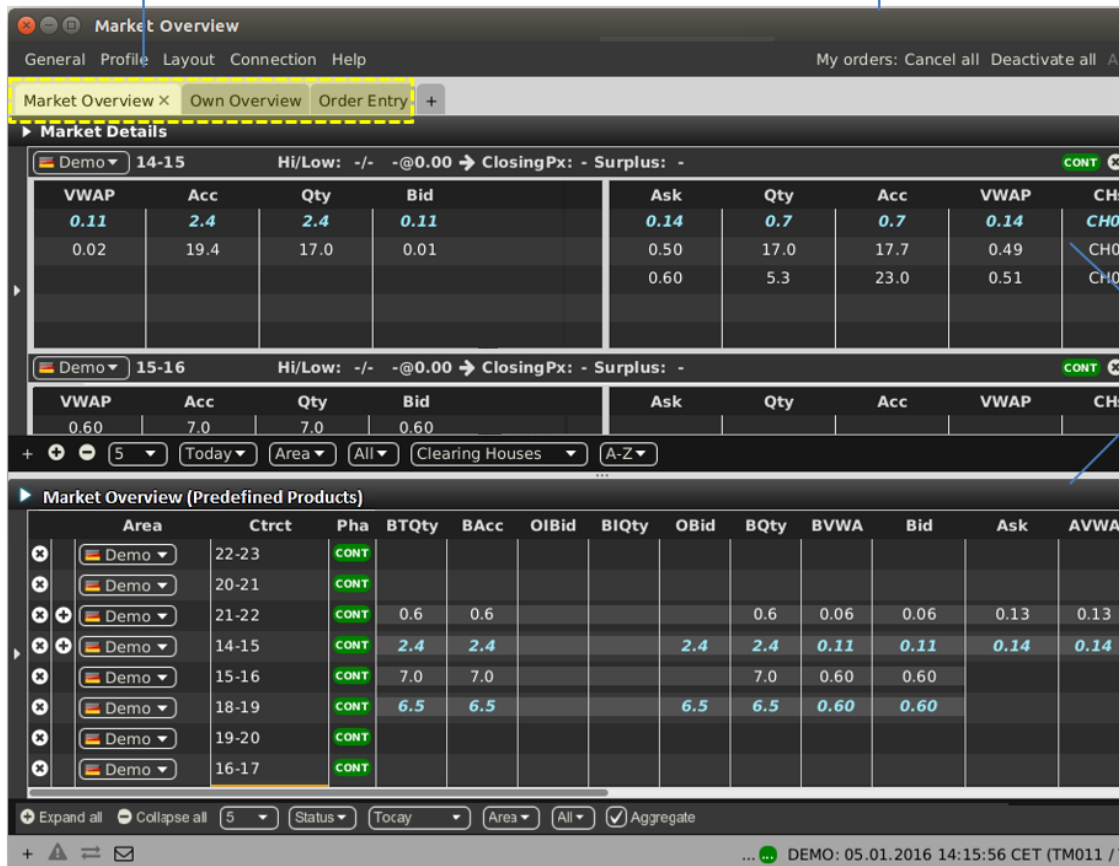 Market Overview
General Profile Layout Connection Help My orders: Cancel all Deactivate all A
Market Overview × Own Overview Order Entry +
Market Details
Demo 14-15 Hi/Low: -/- -@0.00 → ClosingPx: - Surplus: - CONT
VWAP Acc Qty Bid Ask Qty Acc VWAP CH
0.11 2.4 2.4 0.11 0.14 0.7 0.7 0.14 CH0
0.02 19.4 17.0 0.01 0.50 17.0 17.7 0.49 CH0
0.60 5.3 23.0 0.51 CH0
Demo 15-16 Hi/Low: -/- -@0.00 → ClosingPx: - Surplus: - CONT
VWAP Acc Qty Bid Ask Qty Acc VWAP CH
0.60 7.0 7.0 0.60
+ 5 Today Area All Clearing Houses A-Z
Market Overview (Predefined Products)
Area Ctrct Pha BTQty BAcc OIBid BIQty OBid BQty BVWA Bid Ask AVWA
Demo 22-23 CONT
Demo 20-21 CONT
Demo 21-22 CONT 0.6 0.6 0.6 0.06 0.06 0.13 0.13
Demo 14-15 CONT 2.4 2.4 2.4 2.4 0.11 0.11 0.14 0.14
Demo 15-16 CONT 7.0 7.0 7.0 0.60 0.60
Demo 18-19 CONT 6.5 6.5 6.5 6.5 0.60 0.60
Demo 19-20 CONT
Demo 16-17 CONT
Expand all Collapse all 5 Status Tocay Area All Aggregate
+ ... DEMO: 05.01.2016 14:15:56 CET (TM011 /